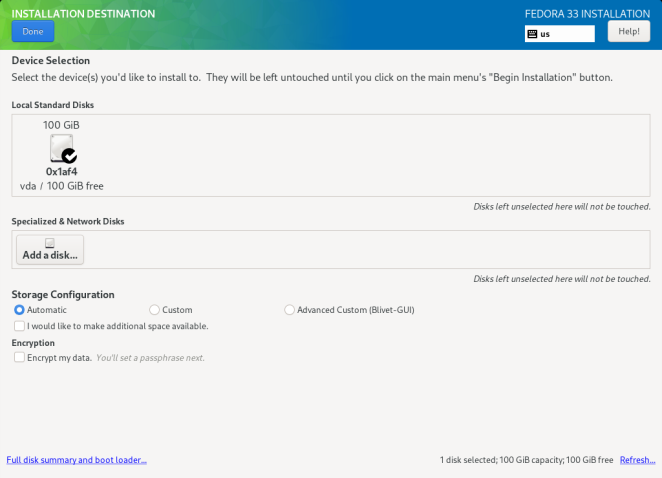 INSTALLATION DESTINATION
FEDORA 33 INSTALLATION
Done
us
Help!
Device Selection
Select the device(s) you'd like to install to. They will be left untouched until you click on the main menu's "Begin Installation" button.
Local Standard Disks
100 GiB
0x1af4
vda / 100 GiB free
Disks left unselected here will not be touched.
Specialized & Network Disks
Add a disk...
Disks left unselected here will not be touched.
Storage Configuration
Automatic
Custom
Advanced Custom (Blivet-GUI)
I would like to make additional space available.
Encryption
Encrypt my data. You'll set a passphrase next.
Full disk summary and boot loader...
1 disk selected; 100 GiB capacity; 100 GiB free
Refresh...